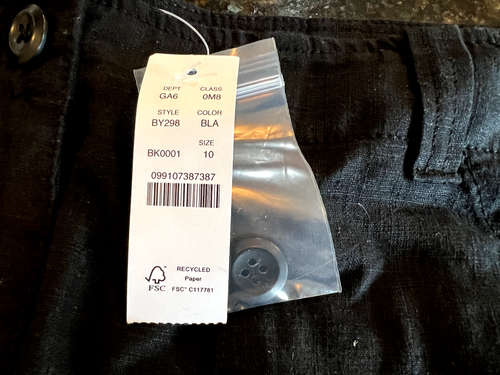 DEPT CLASS
GA6 0M8
STYLE COLOR
BY298 BLA
SIZE
BK0001 10
099107387387
RECYCLED
Paper
FSC FSC® C117781